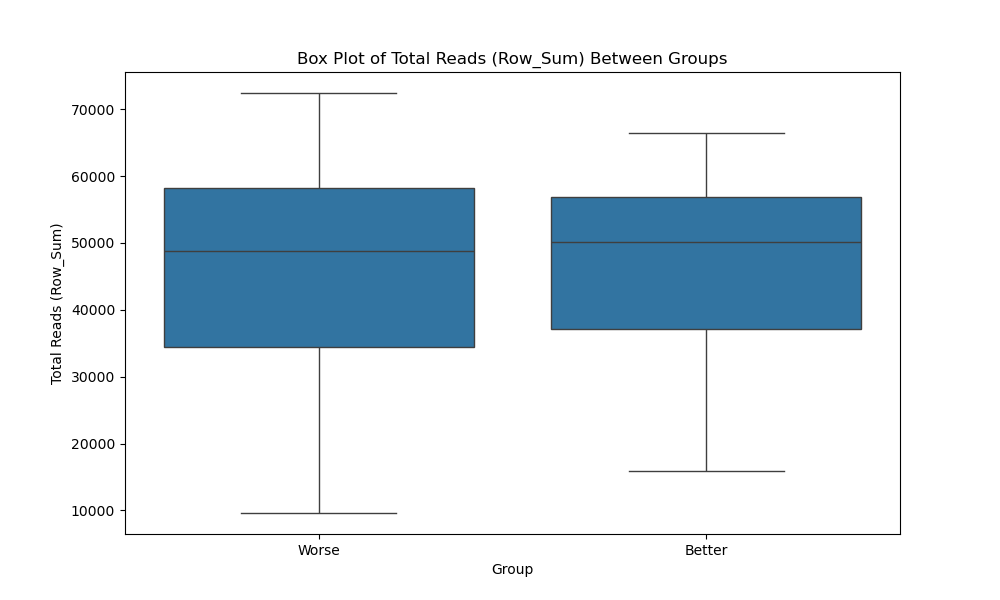 Box Plot of Total Reads (Row_Sum) Between Groups
Total Reads (Row_Sum)
70000
60000
50000
40000
30000
20000
10000
Worse
Better
Group